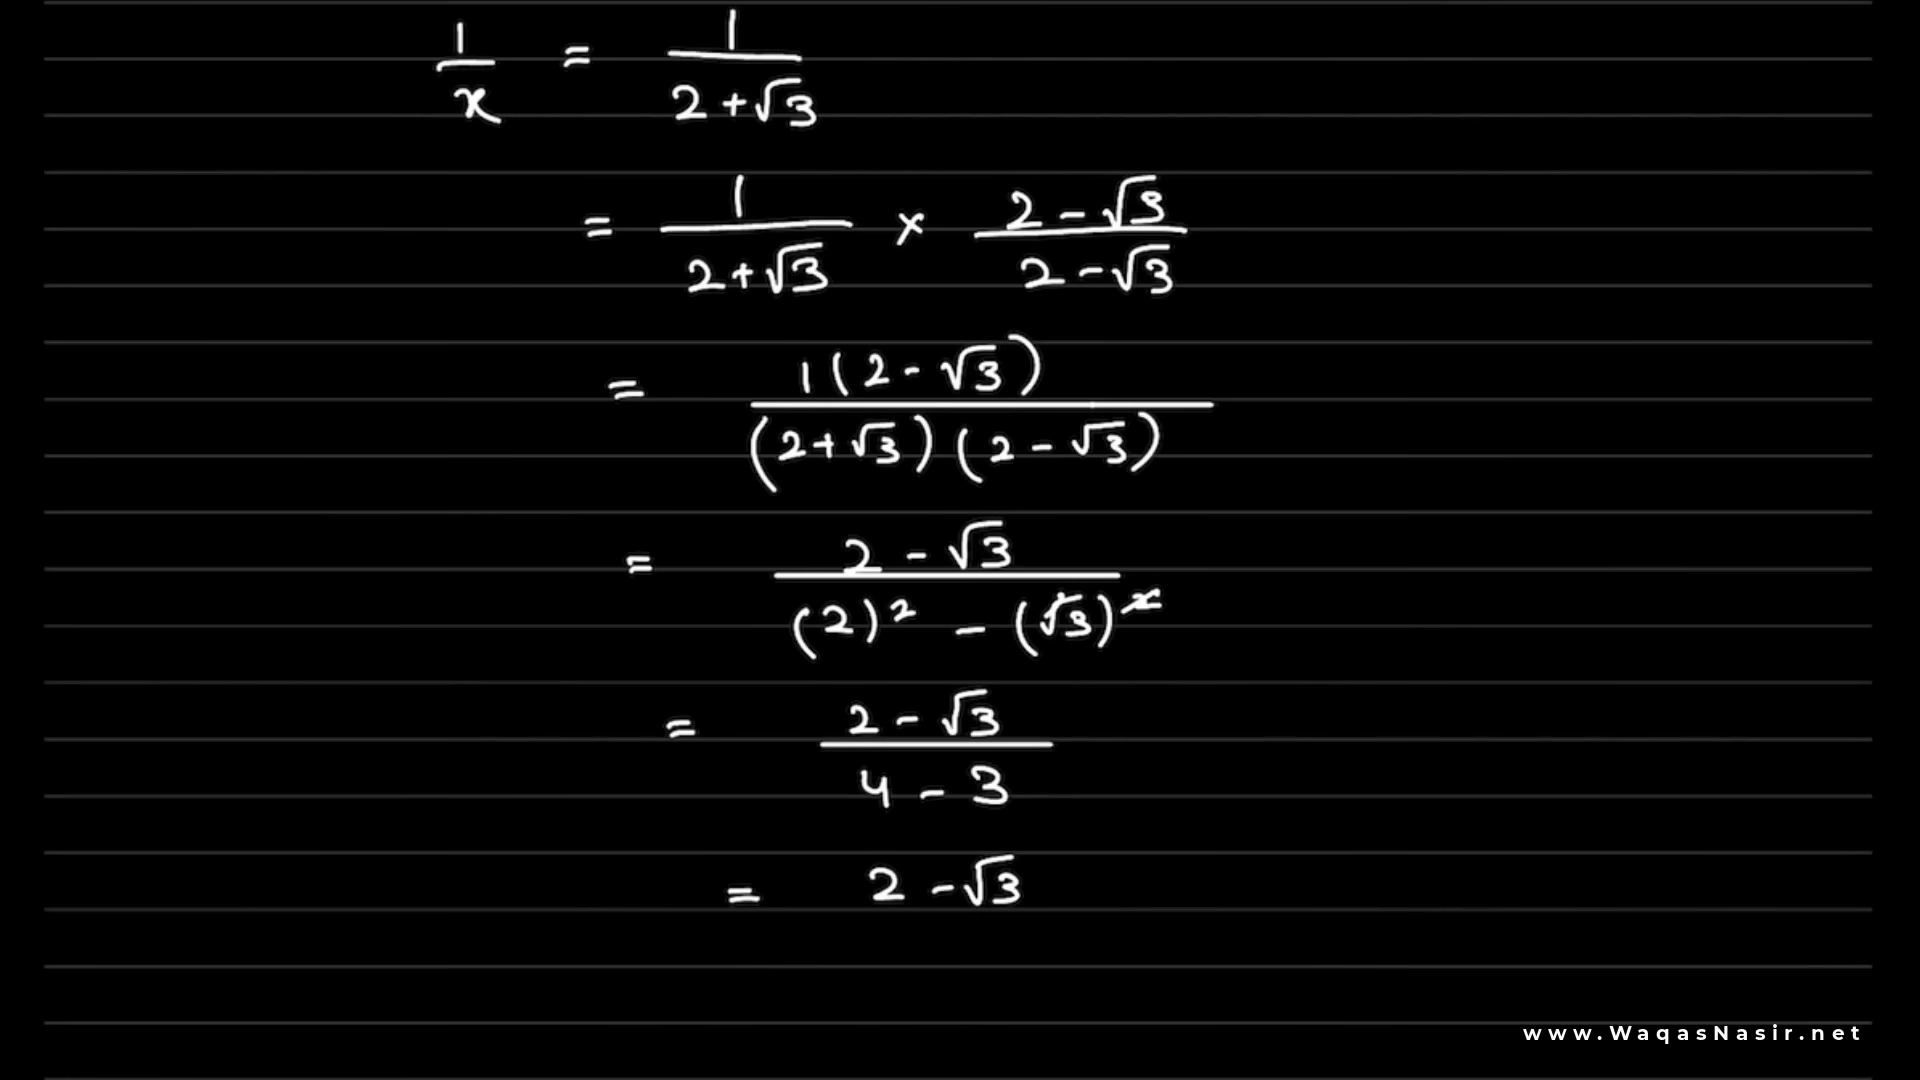 1/x = 1/(2+√3)
= 1/(2+√3) × (2-√3)/(2-√3)
= 1(2-√3)/(2+√3)(2-√3)
= (2-√3)/((2)² - (√3)²)
= (2-√3)/(4-3)
= 2-√3
www.WaqasNasir.net